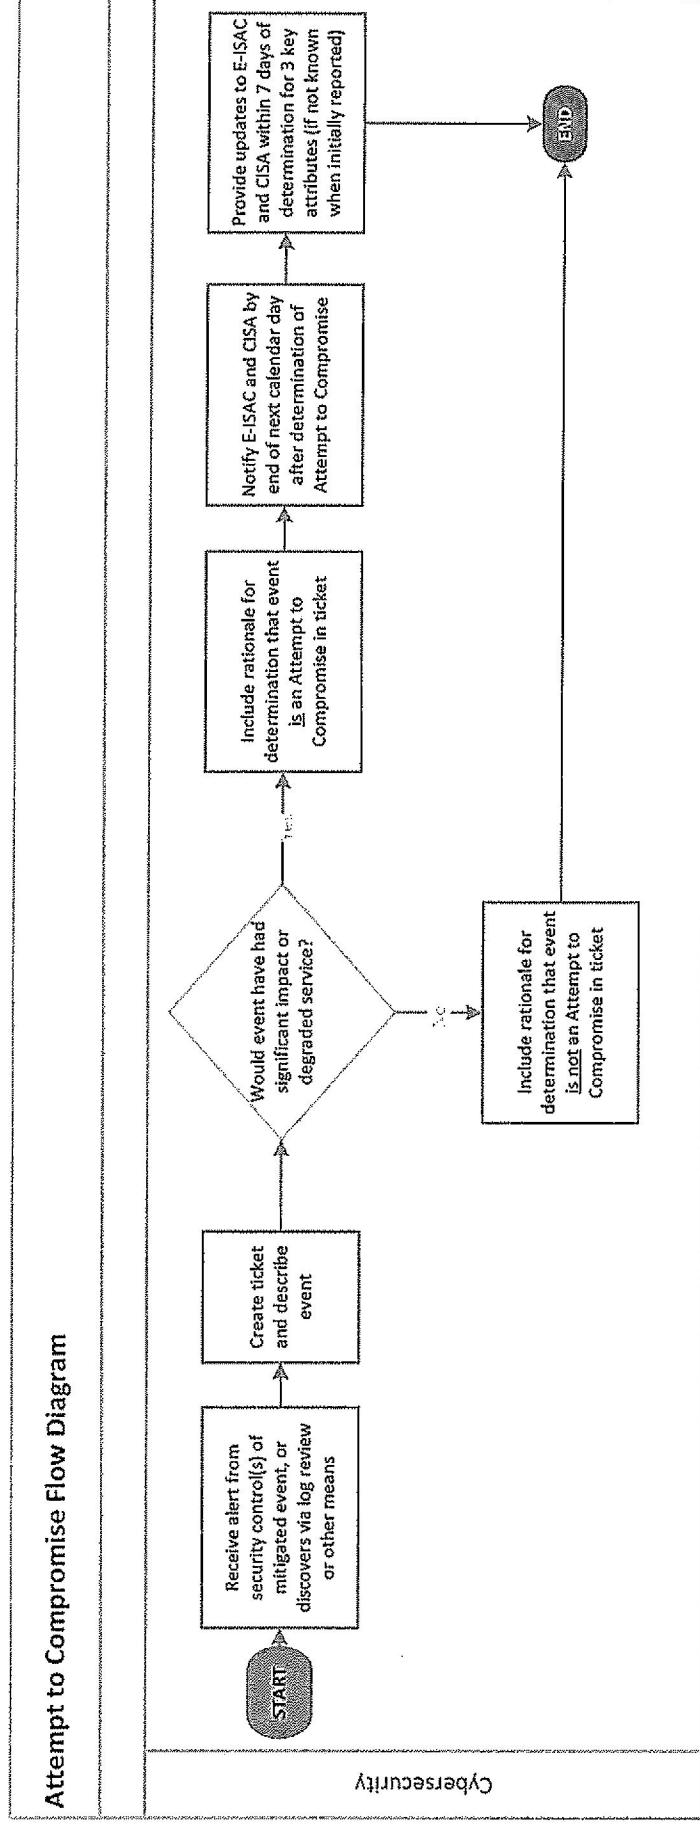 Attempt to Compromise Flow Diagram
Cybersecurity
START
Receive alert from
security control(s) of
mitigated event, or
discovers via log review
or other means
Create ticket
and describe
event
Would event have had
significant impact or
degraded service?
Yes
Include rationale for
determination that event
is an Attempt to
Compromise in ticket
Notify E-ISAC and CISA by
end of next calendar day
after determination of
Attempt to Compromise
Provide updates to E-ISAC
and CISA within 7 days of
determination for 3 key
attributes (if not known
when initially reported)
No
Include rationale for
determination that event
is not an Attempt to
Compromise in ticket
END